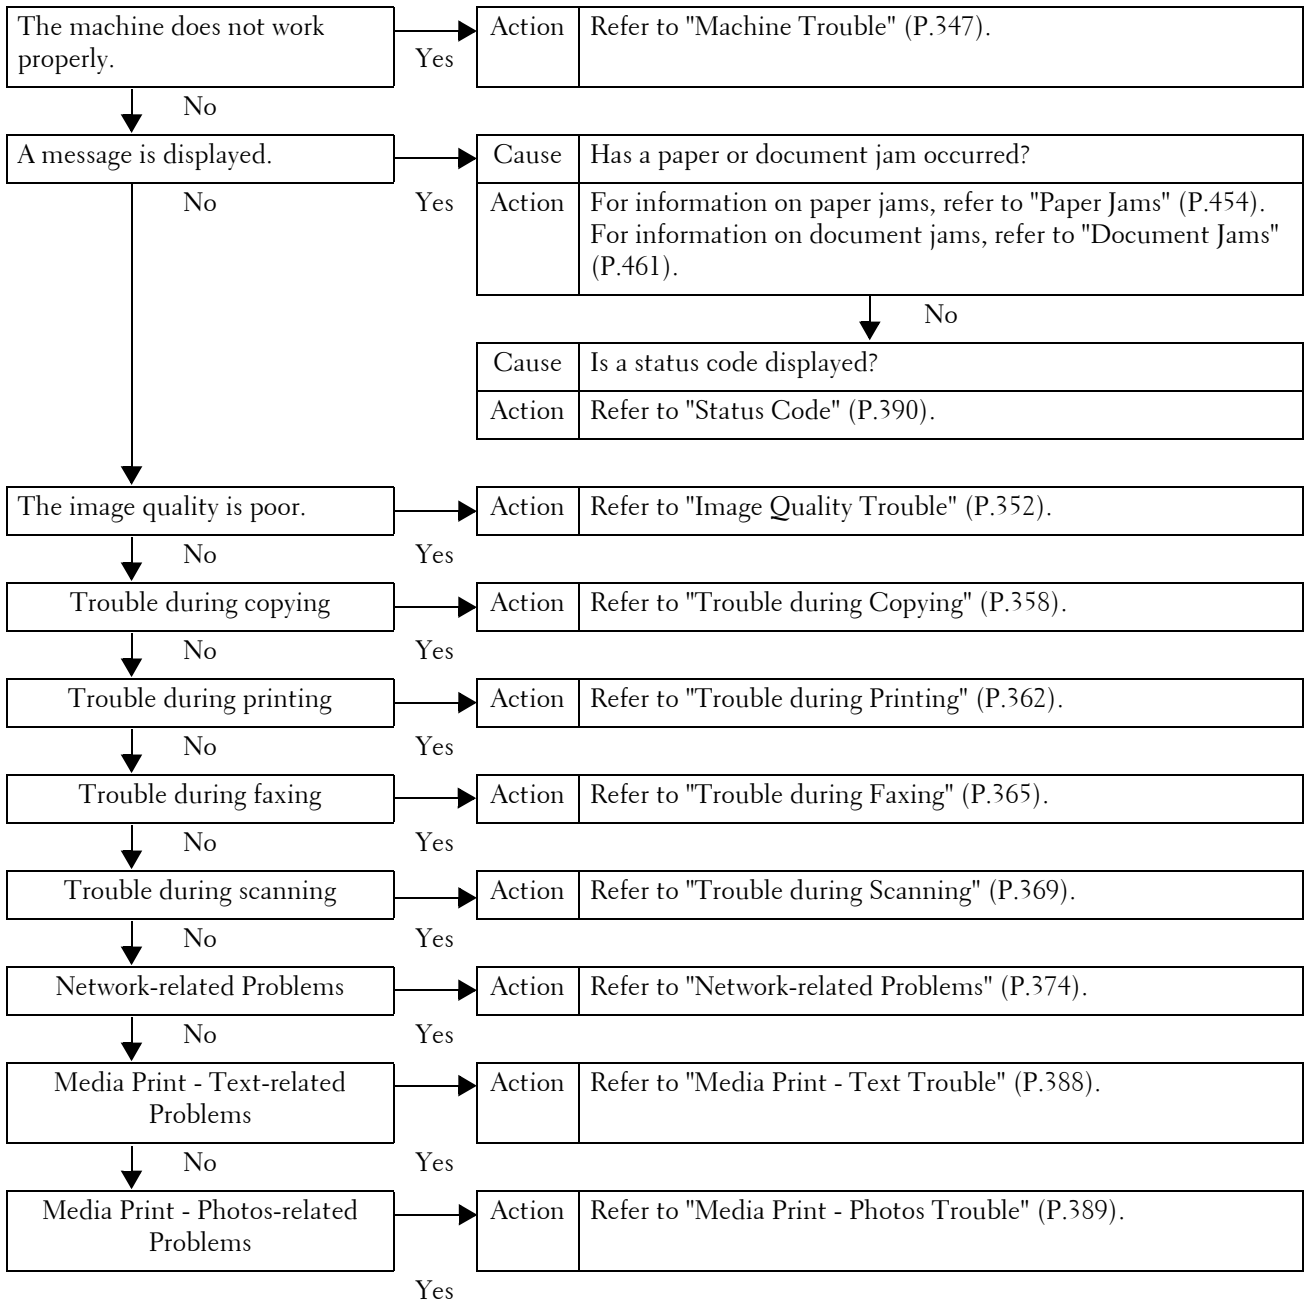 The machine does not work
properly.
Yes
Action
Refer to "Machine Trouble" (P.347).
No
A message is displayed.
Yes
Cause
Has a paper or document jam occurred?
Action
For information on paper jams, refer to "Paper Jams" (P.454).
For information on document jams, refer to "Document Jams"
(P.461).
No
Cause
Is a status code displayed?
Action
Refer to "Status Code" (P.390).
No
The image quality is poor.
Yes
Action
Refer to "Image Quality Trouble" (P.352).
No
Trouble during copying
Yes
Action
Refer to "Trouble during Copying" (P.358).
No
Trouble during printing
Yes
Action
Refer to "Trouble during Printing" (P.362).
No
Trouble during faxing
Yes
Action
Refer to "Trouble during Faxing" (P.365).
No
Trouble during scanning
Yes
Action
Refer to "Trouble during Scanning" (P.369).
No
Network-related Problems
Yes
Action
Refer to "Network-related Problems" (P.374).
No
Media Print - Text-related
Problems
Yes
Action
Refer to "Media Print - Text Trouble" (P.388).
No
Media Print - Photos-related
Problems
Yes
Action
Refer to "Media Print - Photos Trouble" (P.389).